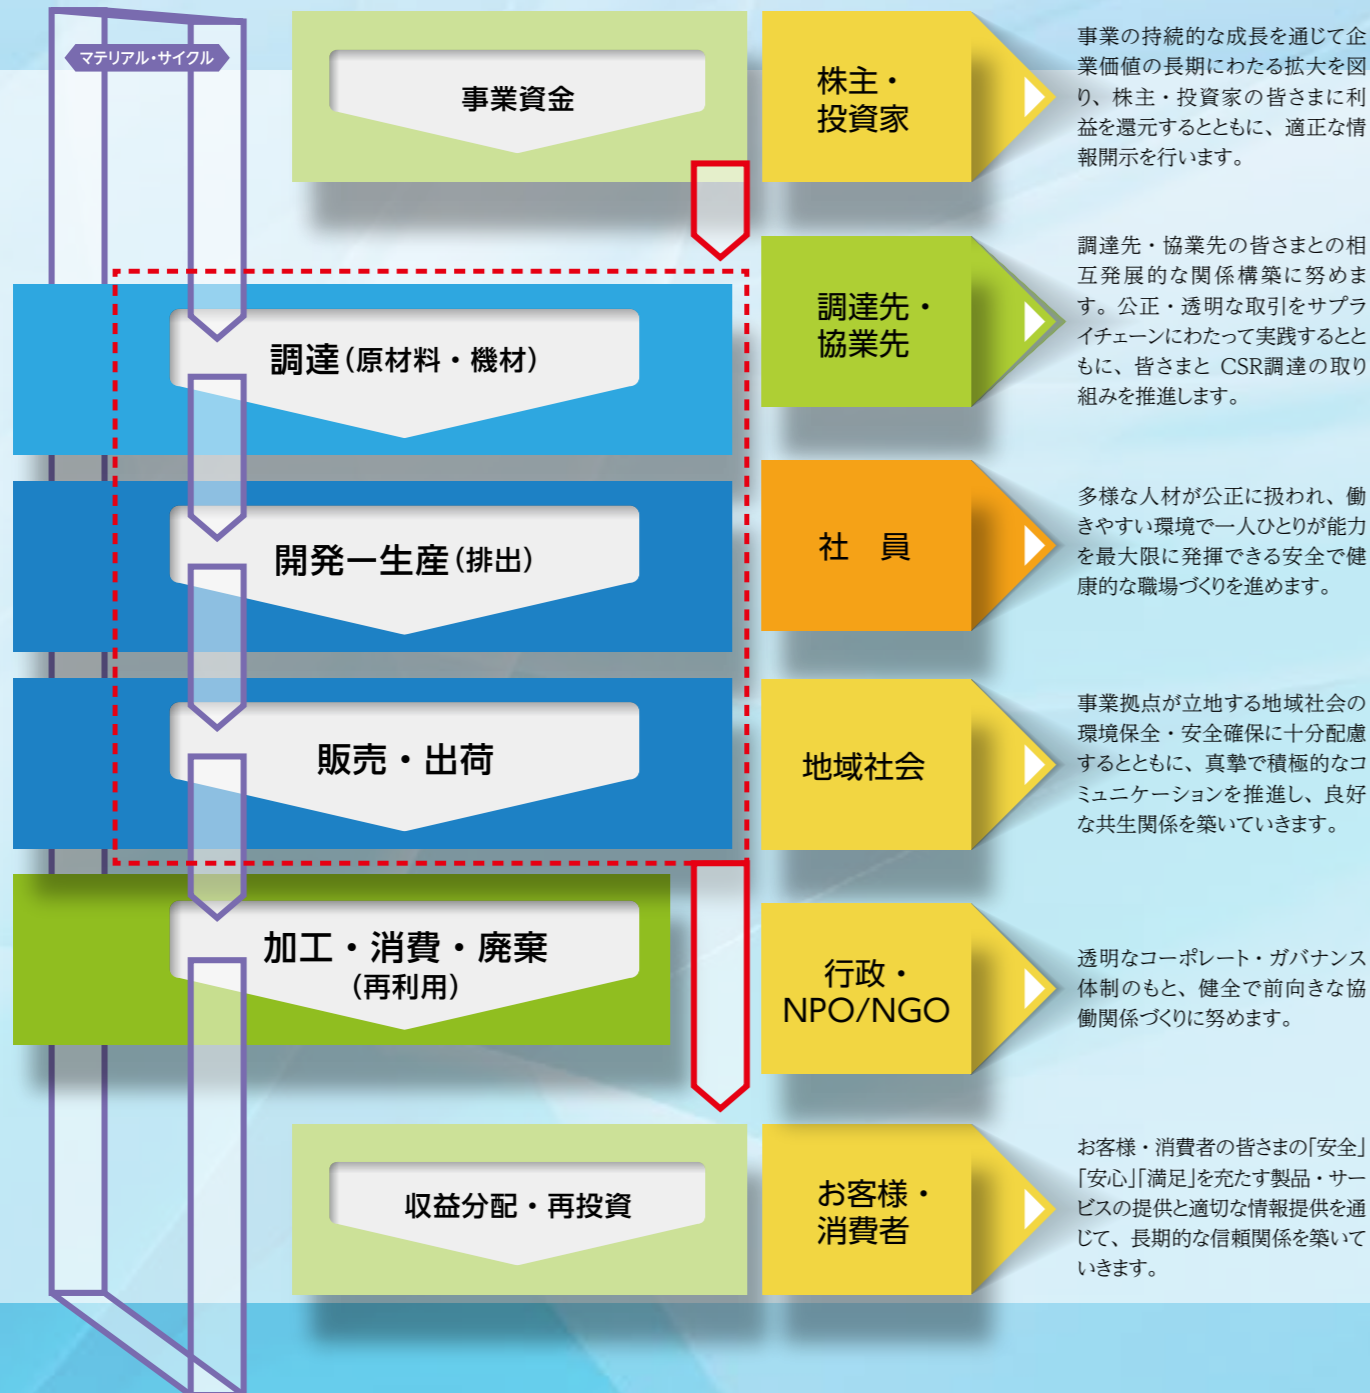 マテリアル・サイクル
事業資金
株主・
投資家
事業の持続的な成長を通じて企
業価値の長期にわたる拡大を図
り、株主・投資家の皆さまに利
益を還元するとともに、適正な情
報開示を行います。
調達(原材料・機材)
調達先・
協業先
調達先・協業先の皆さまとの相
互発展的な関係構築に努めま
す。公正・透明な取引をサプラ
イチェーンにわたって実践するとと
もに、皆さまと CSR調達の取り
組みを推進します。
開発ー生産(排出)
社　員
多様な人材が公正に扱われ、働
きやすい環境で一人ひとりが能力
を最大限に発揮できる安全で健
康的な職場づくりを進めます。
販売・出荷
地域社会
事業拠点が立地する地域社会の
環境保全・安全確保に十分配慮
するとともに、真摯で積極的なコ
ミュニケーションを推進し、良好
な共生関係を築いていきます。
加工・消費・廃棄
(再利用)
行政・
NPO/NGO
透明なコーポレート・ガバナンス
体制のもと、健全で前向きな協
働関係づくりに努めます。
収益分配・再投資
お客様・
消費者
お客様・消費者の皆さまの「安全」
「安心」「満足」を充たす製品・サー
ビスの提供と適切な情報提供を通
じて、長期的な信頼関係を築いて
いきます。